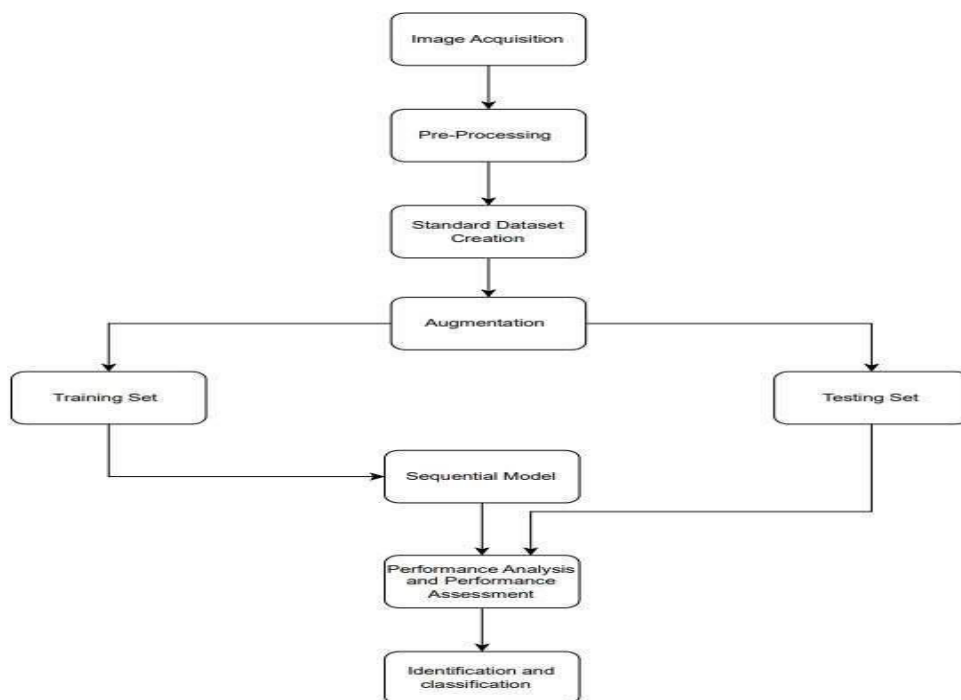 Image Acquisition
Pre-Processing
Standard Dataset
Creation
Augmentation
Training Set
Testing Set
Sequential Model
Performance Analysis
and Performance
Assessment
Identification and
classification